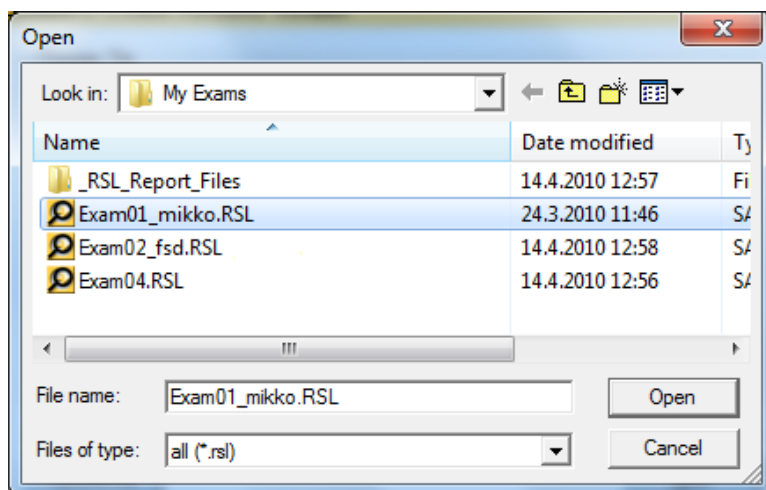 Open
Look in: My Exams
Name Date modified Ty
_RSL_Report_Files 14.4.2010 12:57 Fi
Exam01_mikko.RSL 24.3.2010 11:46 SA
Exam02_fsd.RSL 14.4.2010 12:58 SA
Exam04.RSL 14.4.2010 12:56 SA
File name: Exam01_mikko.RSL Open
Files of type: all (*.rsl) Cancel